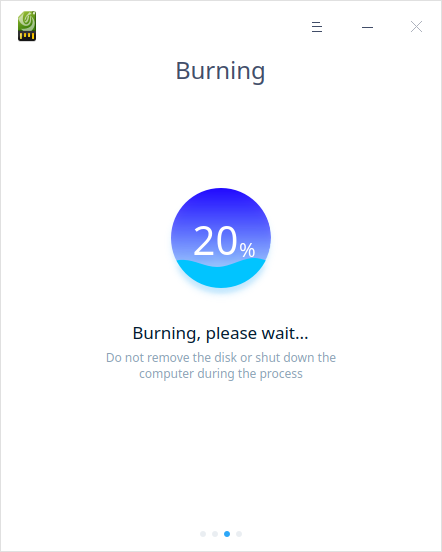 Burning
20%
Burning, please wait...
Do not remove the disk or shut down the
computer during the process